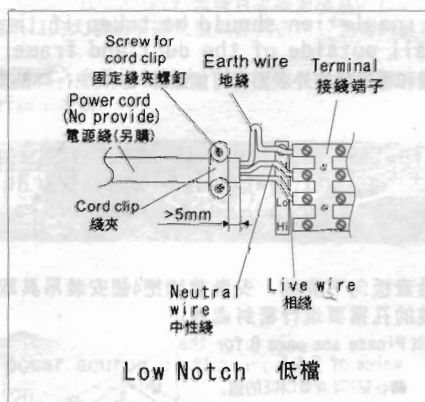 Screw for
cord clip
固定綫夾螺釘
Earth wire
地綫
Terminal
接綫端子
Power cord
(No provide)
電源綫(另購)
Cord clip
綫夾
>5mm
Lo
Hi
Neutral
wire
中性綫
Live wire
相綫
Low Notch 低檔